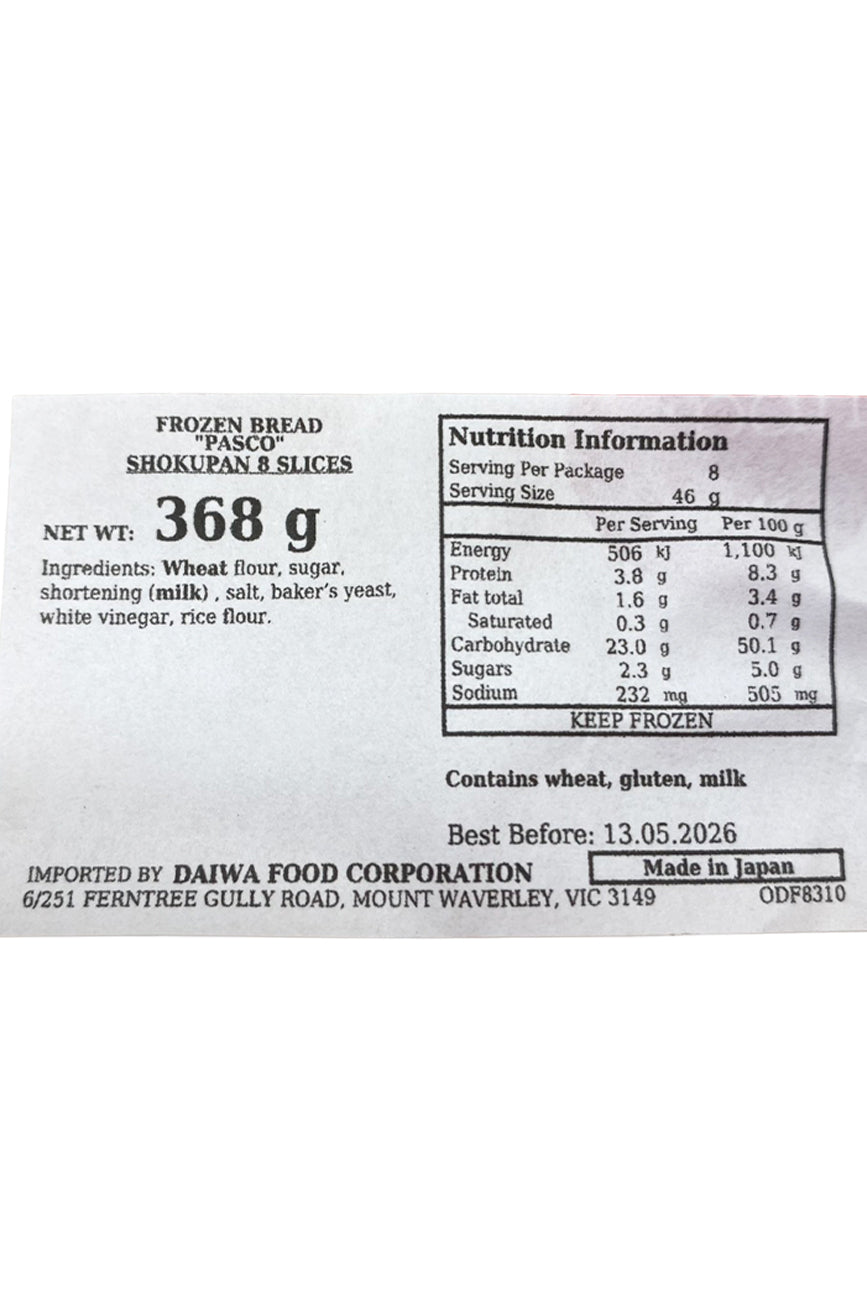 FROZEN BREAD
"PASCO"
SHOKUPAN 8 SLICES
NET WT: 368 g
Ingredients: Wheat flour, sugar,
shortening (milk) , salt, baker's yeast,
white vinegar, rice flour.
Nutrition Information
Serving Per Package 8
Serving Size 46 g
Per Serving Per 100 g
Energy 506 kJ 1,100 kJ
Protein 3.8 g 8.3 g
Fat total 1.6 g 3.4 g
Saturated 0.3 g 0.7 g
Carbohydrate 23.0 g 50.1 g
Sugars 2.3 g 5.0 g
Sodium 232 mg 505 mg
KEEP FROZEN
Contains wheat, gluten, milk
Best Before: 13.05.2026
IMPORTED BY DAIWA FOOD CORPORATION
6/251 FERNTREE GULLY ROAD, MOUNT WAVERLEY, VIC 3149
Made in Japan
ODF8310